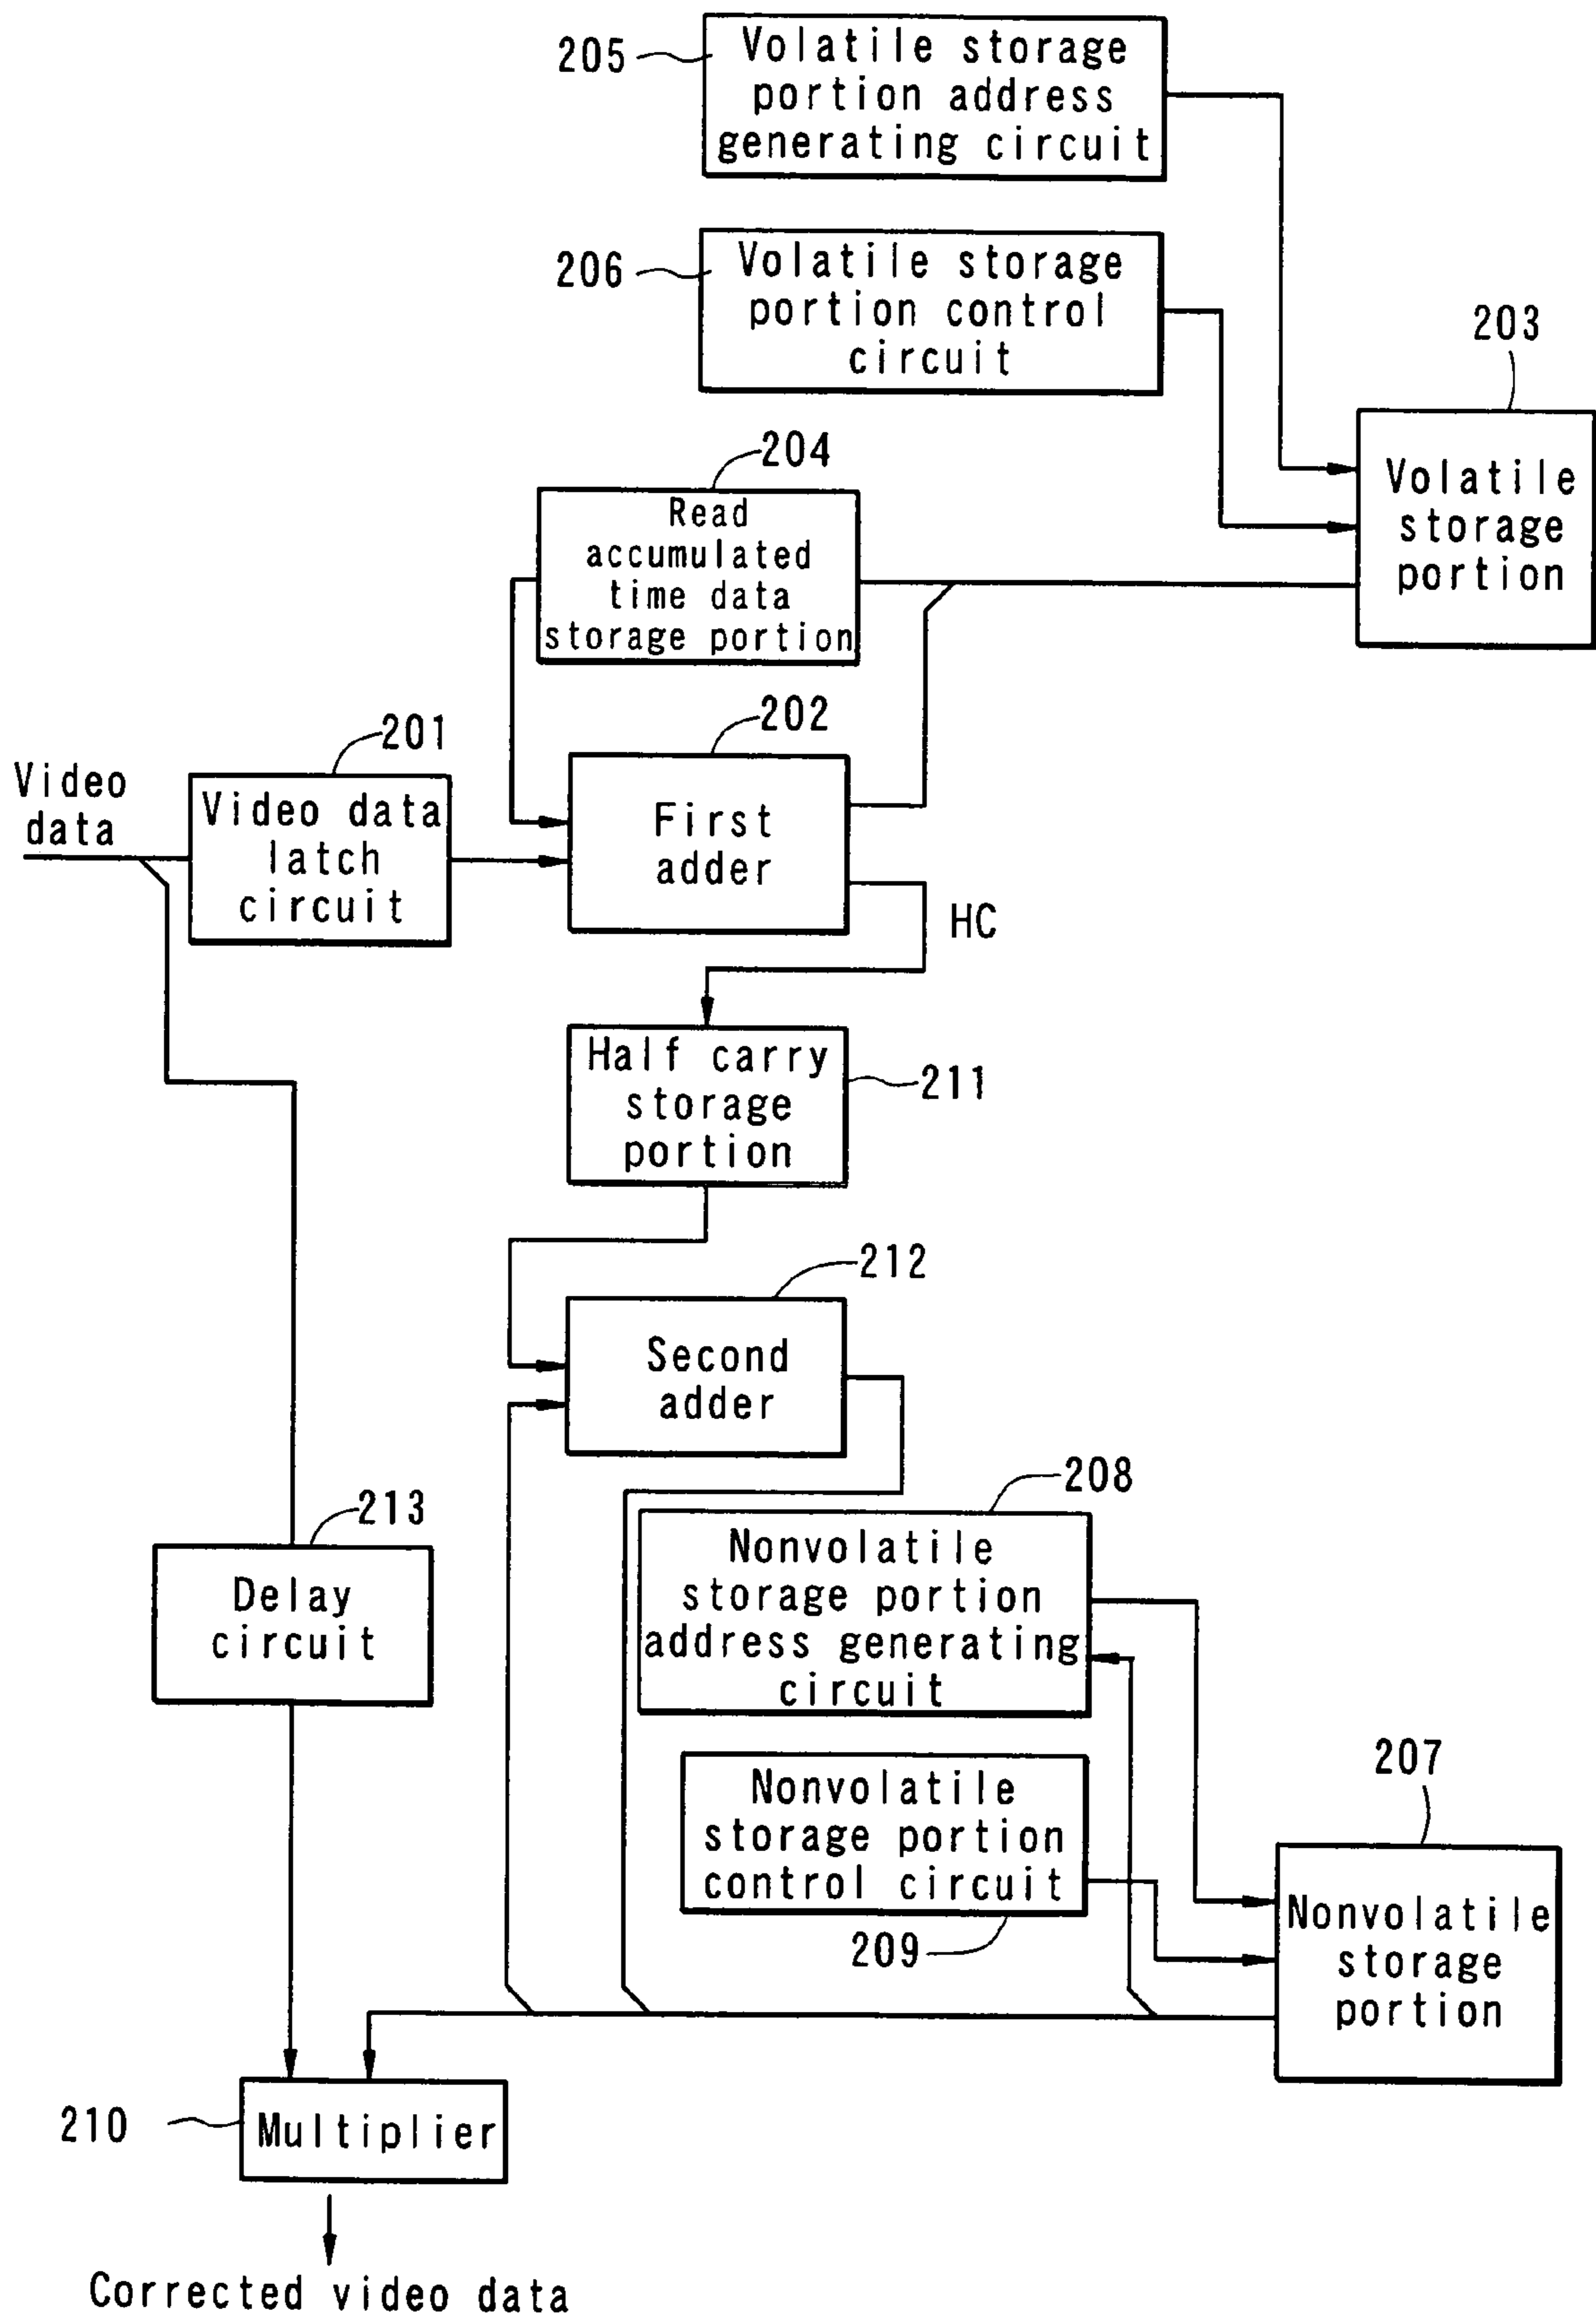 205
Volatile storage
portion address
generating circuit
206
Volatile storage
portion control
circuit
203
Volatile
storage
portion
204
Read
accumulated
time data
storage portion
202
First
adder
201
Video
data
Video data
latch
circuit
HC
Half carry
storage
portion
211
212
Second
adder
208
Nonvolatile
storage portion
address generating
circuit
213
Delay
circuit
Nonvolatile
storage portion
control circuit
209
207
Nonvolatile
storage
portion
210
Multiplier
Corrected video data